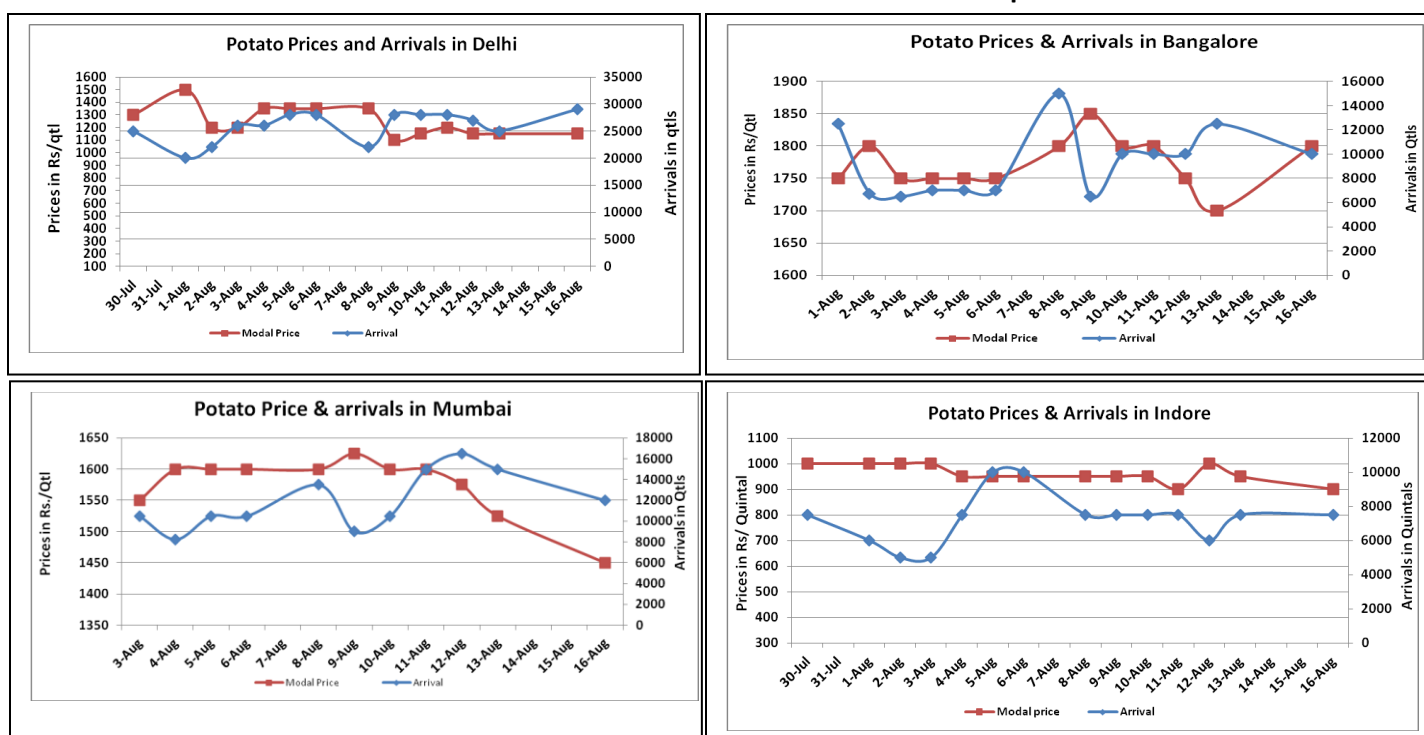 Potato Prices and Arrivals in Delhi
Prices in Rs/qtl
1600
1500
1400
1300
1200
1100
1000
900
800
700
600
500
400
300
200
100
35000
30000
25000
20000
15000
10000
5000
0
Arrivals in qtls
30-Jul
31-Jul
1-Aug
2-Aug
3-Aug
4-Aug
5-Aug
6-Aug
7-Aug
8-Aug
9-Aug
10-Aug
11-Aug
12-Aug
13-Aug
14-Aug
15-Aug
16-Aug
Modal Price
Arrival
Potato Prices & Arrivals in Bangalore
Prices in Rs/Qtl
1900
1850
1800
1750
1700
1650
1600
16000
14000
12000
10000
8000
6000
4000
2000
0
Arrivals in Qtls
1-Aug
2-Aug
3-Aug
4-Aug
5-Aug
6-Aug
7-Aug
8-Aug
9-Aug
10-Aug
11-Aug
12-Aug
13-Aug
14-Aug
15-Aug
16-Aug
Modal Price
Arrival
Potato Price & arrivals in Mumbai
Prices in Rs./Qtl
1650
1600
1550
1500
1450
1400
1350
18000
16000
14000
12000
10000
8000
6000
4000
2000
0
Arrivals in Qtls
3-Aug
4-Aug
5-Aug
6-Aug
7-Aug
8-Aug
9-Aug
10-Aug
11-Aug
12-Aug
13-Aug
14-Aug
15-Aug
16-Aug
Modal Price
Arrival
Potato Prices & Arrivals in Indore
Prices in Rs/ Quintal
1100
1000
900
800
700
600
500
400
300
12000
10000
8000
6000
4000
2000
0
Arrivals in Quintals
30-Jul
31-Jul
1-Aug
2-Aug
3-Aug
4-Aug
5-Aug
6-Aug
7-Aug
8-Aug
9-Aug
10-Aug
11-Aug
12-Aug
13-Aug
14-Aug
15-Aug
16-Aug
Modal price
Arrival